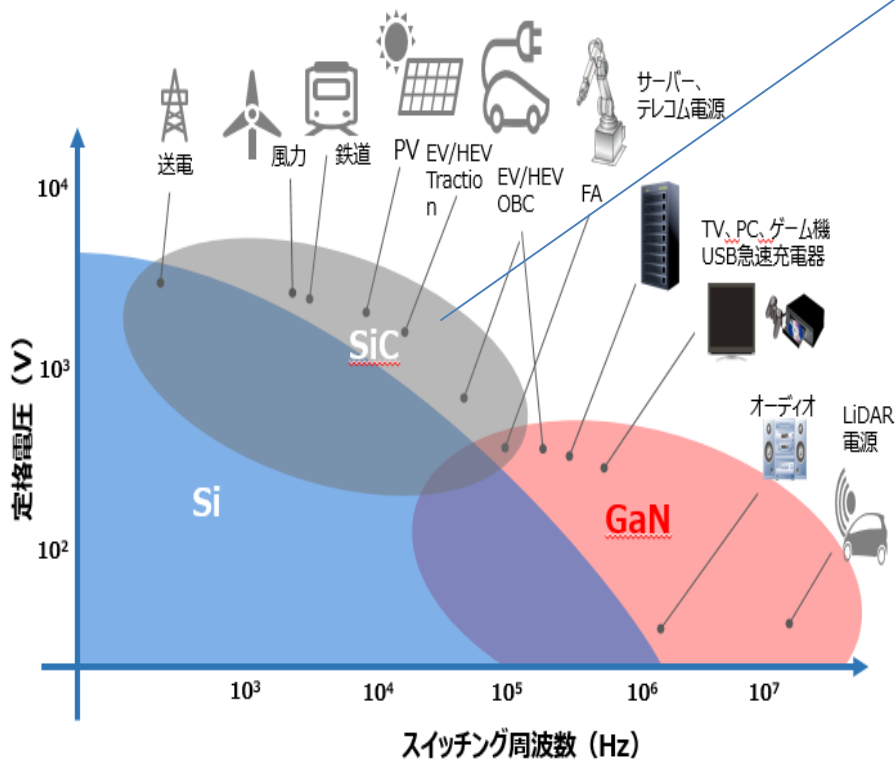 サーバー、
テレコム電源
送電
風力
鉄道
PV
EV/HEV
Tractio
n
EV/HEV
OBC
FA
TV、PC、ゲーム機
USB急速充電器
オーディオ
LiDAR
電源
定格電圧（V）
10⁴
10³
10²
SiC
Si
GaN
10³
10⁴
10⁵
10⁶
10⁷
スイッチング周波数（Hz）